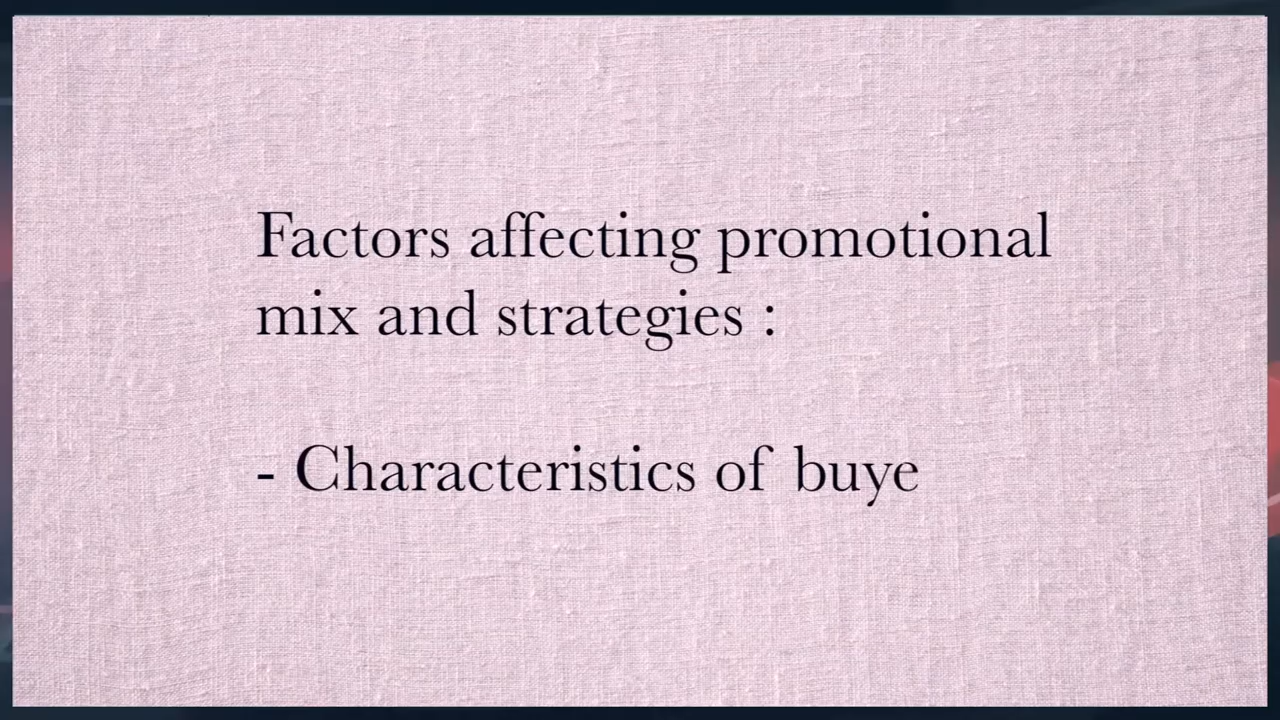 Factors affecting promotional
mix and strategies :
- Characteristics of buye